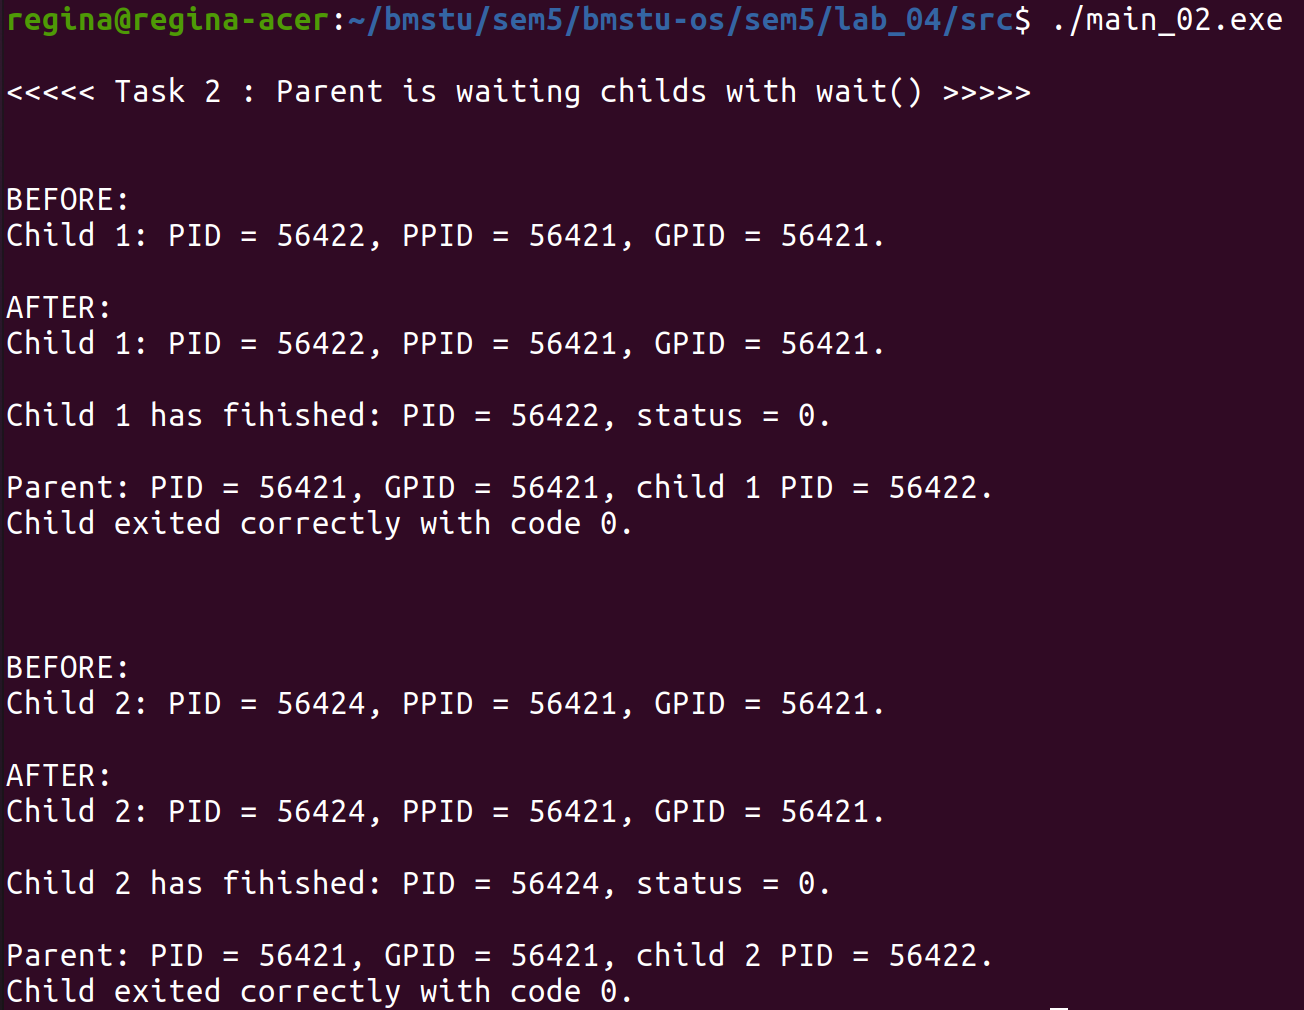 regina@regina-acer:~/bmstu/sem5/bmstu-os/sem5/lab_04/src$ ./main_02.exe
<<<<< Task 2 : Parent is waiting childs with wait() >>>>>
BEFORE:
Child 1: PID = 56422, PPID = 56421, GPID = 56421.
AFTER:
Child 1: PID = 56422, PPID = 56421, GPID = 56421.
Child 1 has fihished: PID = 56422, status = 0.
Parent: PID = 56421, GPID = 56421, child 1 PID = 56422.
Child exited correctly with code 0.
BEFORE:
Child 2: PID = 56424, PPID = 56421, GPID = 56421.
AFTER:
Child 2: PID = 56424, PPID = 56421, GPID = 56421.
Child 2 has fihished: PID = 56424, status = 0.
Parent: PID = 56421, GPID = 56421, child 2 PID = 56422.
Child exited correctly with code 0.